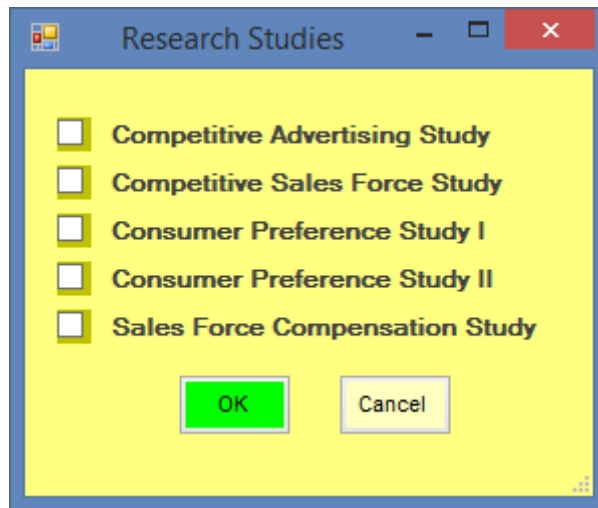 Research Studies
Competitive Advertising Study
Competitive Sales Force Study
Consumer Preference Study I
Consumer Preference Study II
Sales Force Compensation Study
OK Cancel